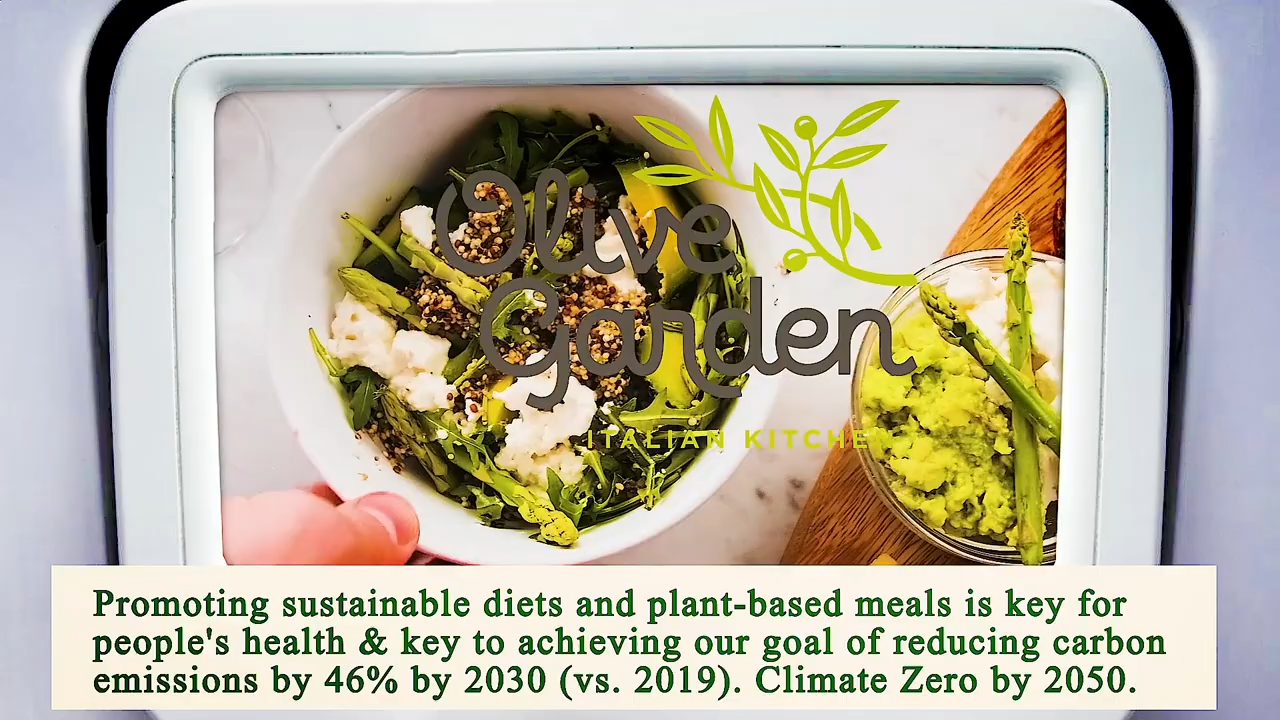 Olive
Garden
ITALIAN KITCHEN
Promoting sustainable diets and plant-based meals is key for
people's health & key to achieving our goal of reducing carbon
emissions by 46% by 2030 (vs. 2019). Climate Zero by 2050.